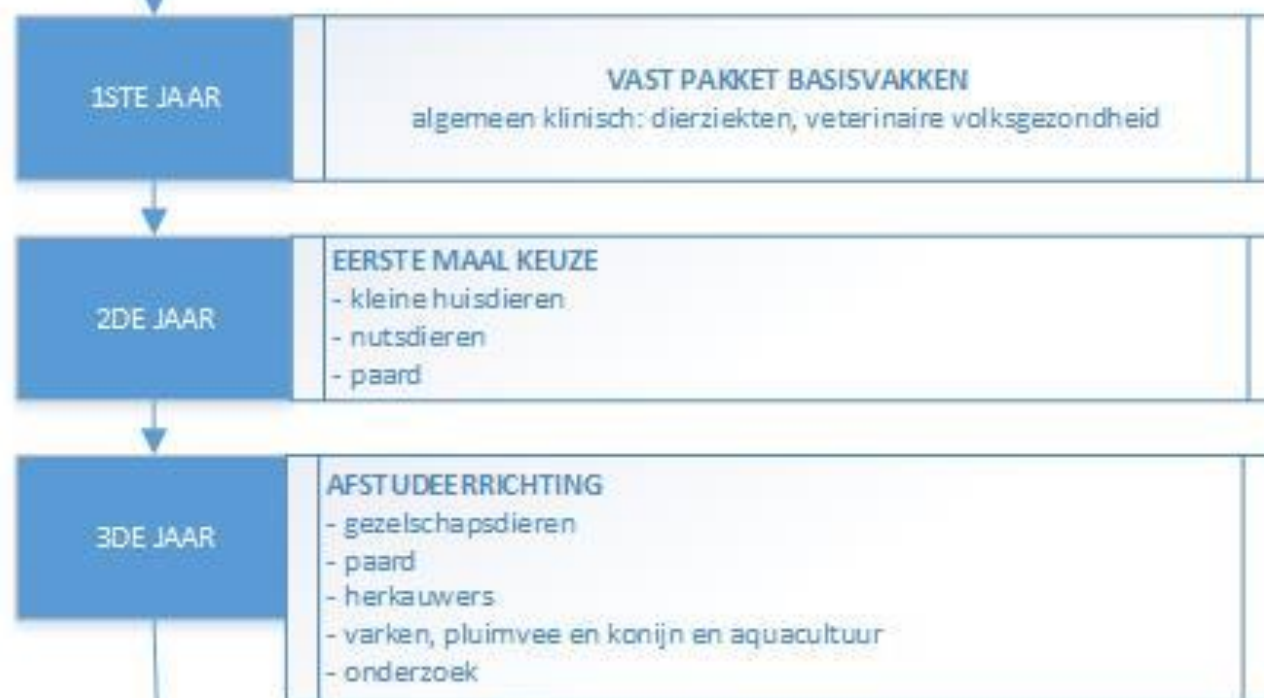 1STE JAAR
VAST PAKKET BASISVAKKEN
algemeen klinisch: dierziekten, veterinaire volksgezondheid
2DE JAAR
EERSTE MAAL KEUZE
- kleine huisdieren
- nutsdieren
- paard
3DE JAAR
AFSTUDEERRICHTING
- gezelschapsdieren
- paard
- herkauwers
- varken, pluimvee en konijn en aquacultuur
- onderzoek